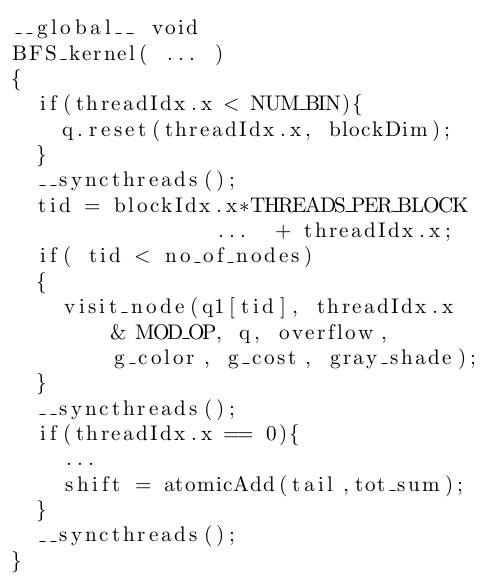 __global__ void
BFS_kernel( ... )
{
if(threadIdx.x < NUM_BIN){
q.reset(threadIdx.x, blockDim);
}
__syncthreads();
tid = blockIdx.x*THREADS_PER_BLOCK
... + threadIdx.x;
if( tid < no_of_nodes)
{
visit_node(q1[tid], threadIdx.x
& MOD_OP, q, overflow,
g_color, g_cost, gray_shade);
}
__syncthreads();
if(threadIdx.x == 0){
...
shift = atomicAdd(tail,tot_sum);
}
__syncthreads();
}